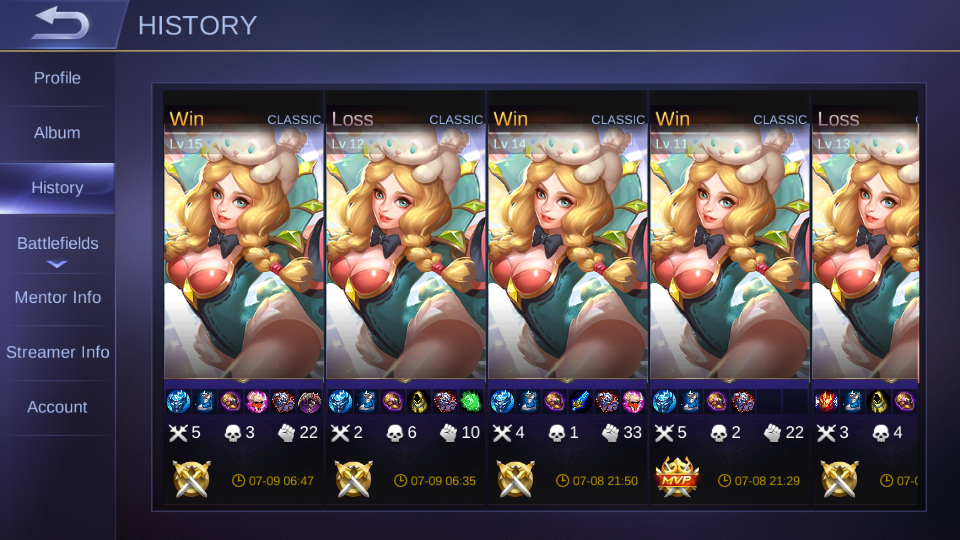 HISTORY
Profile
Album
History
Battlefields
Mentor Info
Streamer Info
Account
Win CLASSIC
Lv.15
5 3 22
07-09 06:47
Loss CLASSIC
Lv.12
2 6 10
07-09 06:35
Win CLASSIC
Lv.14
4 1 33
07-08 21:50
Win CLASSIC
Lv.11
5 2 22
MVP
07-08 21:29
Loss
Lv.13
3 4
07-0